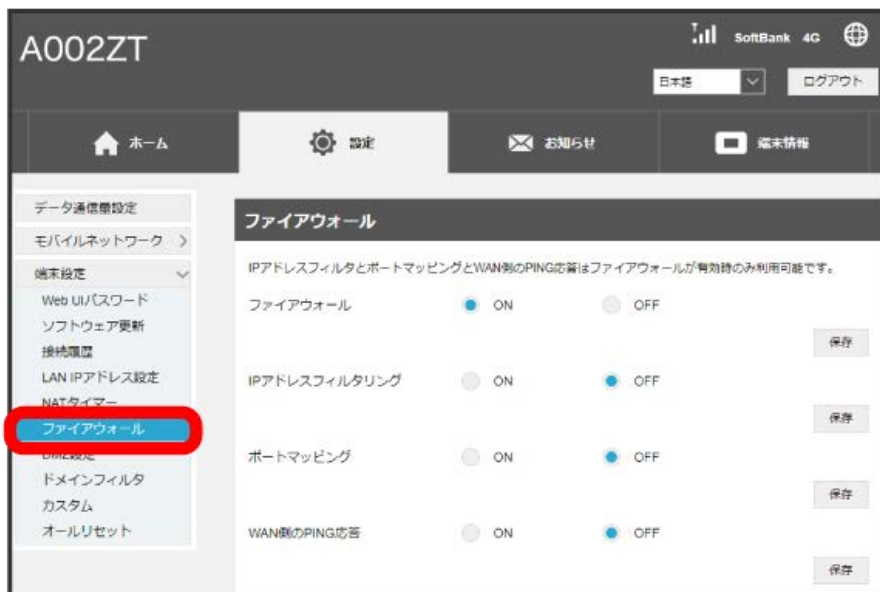 A002ZT
SoftBank 4G
日本語
ログアウト
ホーム
設定
お知らせ
端末情報
データ通信量設定
モバイルネットワーク
端末設定
Web UIパスワード
ソフトウェア更新
接続履歴
LAN IPアドレス設定
NATタイマー
ファイアウォール
DMZ設定
ドメインフィルタ
カスタム
オールリセット
ファイアウォール
IPアドレスフィルタとポートマッピングとWAN側のPING応答はファイアウォールが有効時のみ利用可能です。
ファイアウォール ON OFF
保存
IPアドレスフィルタリング ON OFF
保存
ポートマッピング ON OFF
保存
WAN側のPING応答 ON OFF
保存